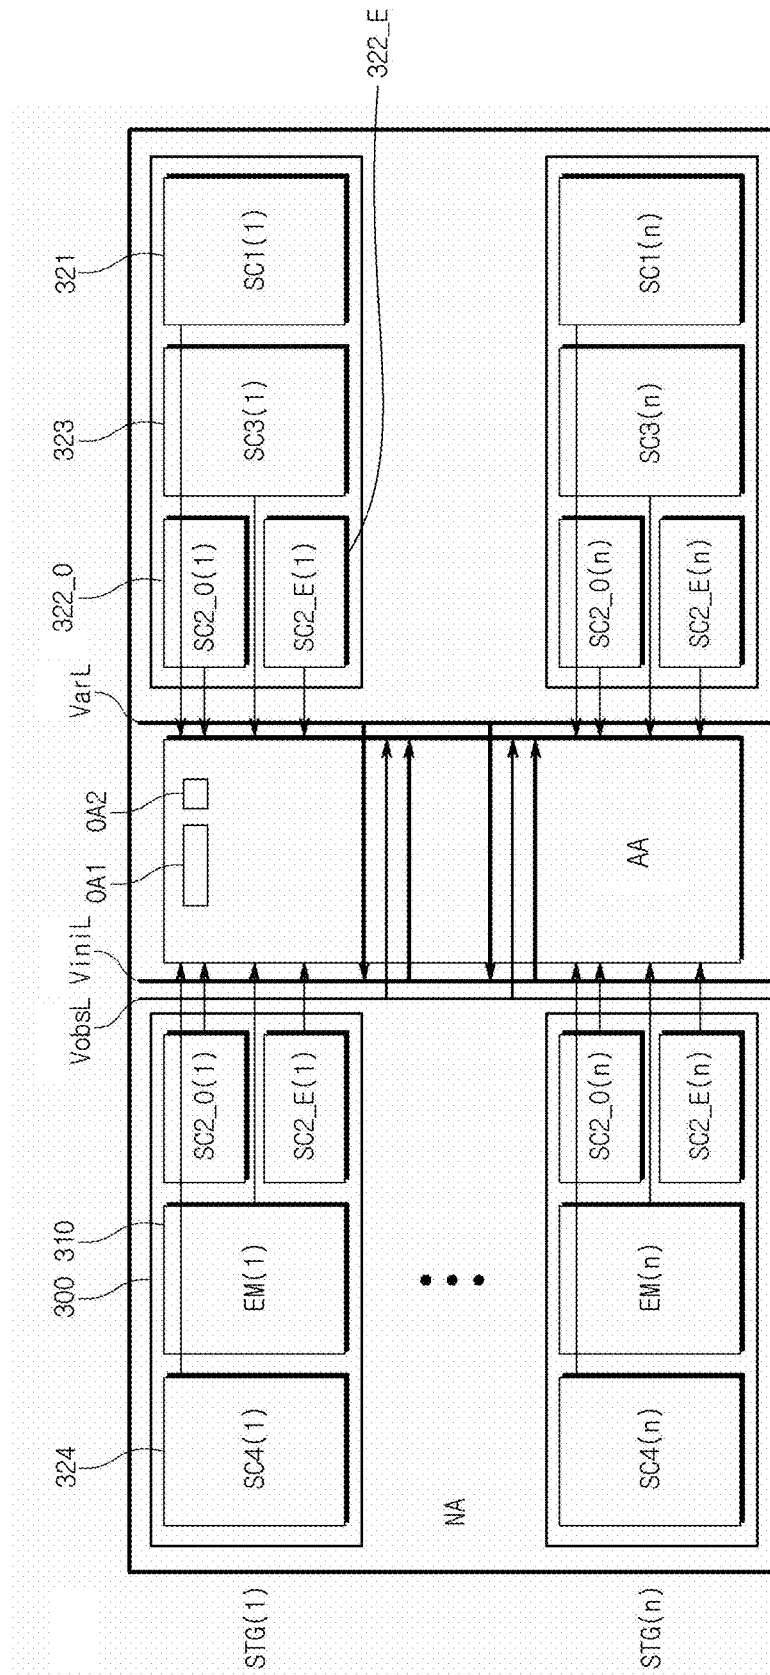 324
300
310
VobsL
ViniL
OA1
OA2
VarL
322_O
323
321
322_E
STG(1)
SC4(1)
EM(1)
SC2_O(1)
SC2_E(1)
SC2_O(1)
SC2_E(1)
SC3(1)
SC1(1)
NA
AA
STG(n)
SC4(n)
EM(n)
SC2_O(n)
SC2_E(n)
SC2_O(n)
SC2_E(n)
SC3(n)
SC1(n)